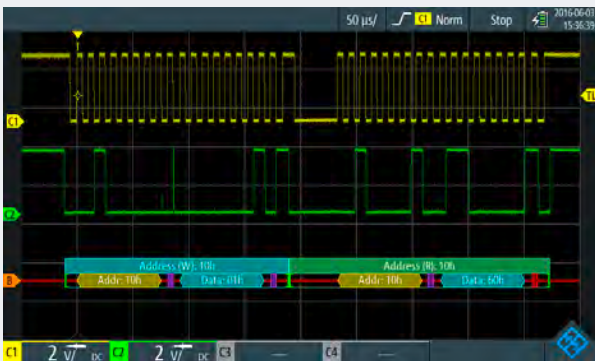 50 µs/ C1 Norm Stop 2016-06-01
15:36:39
TL
C1
C2
Address (W): 10h Address (R): 10h
B Addr: 10h Data: 01h Addr: 10h Data: 60h
C1 2 V/ DC C2 2 V/ DC C3 — C4 —